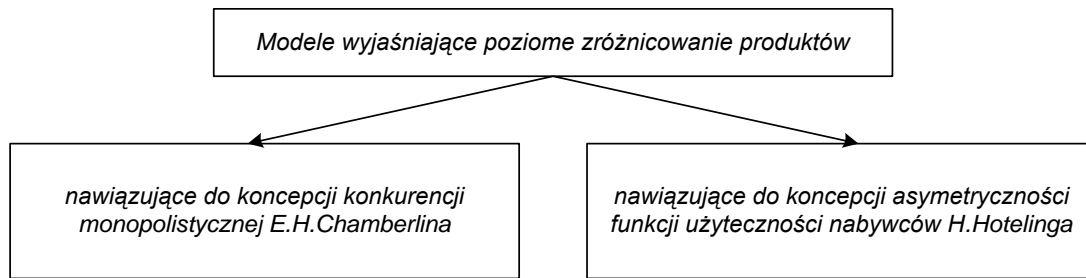 Modele wyjaśniające poziome zróżnicowanie produktów
nawiązujące do koncepcji konkurencji
monopolistycznej E.H.Chamberlina
nawiązujące do koncepcji asymetryczności
funkcji użyteczności nabywców H.Hotelinga